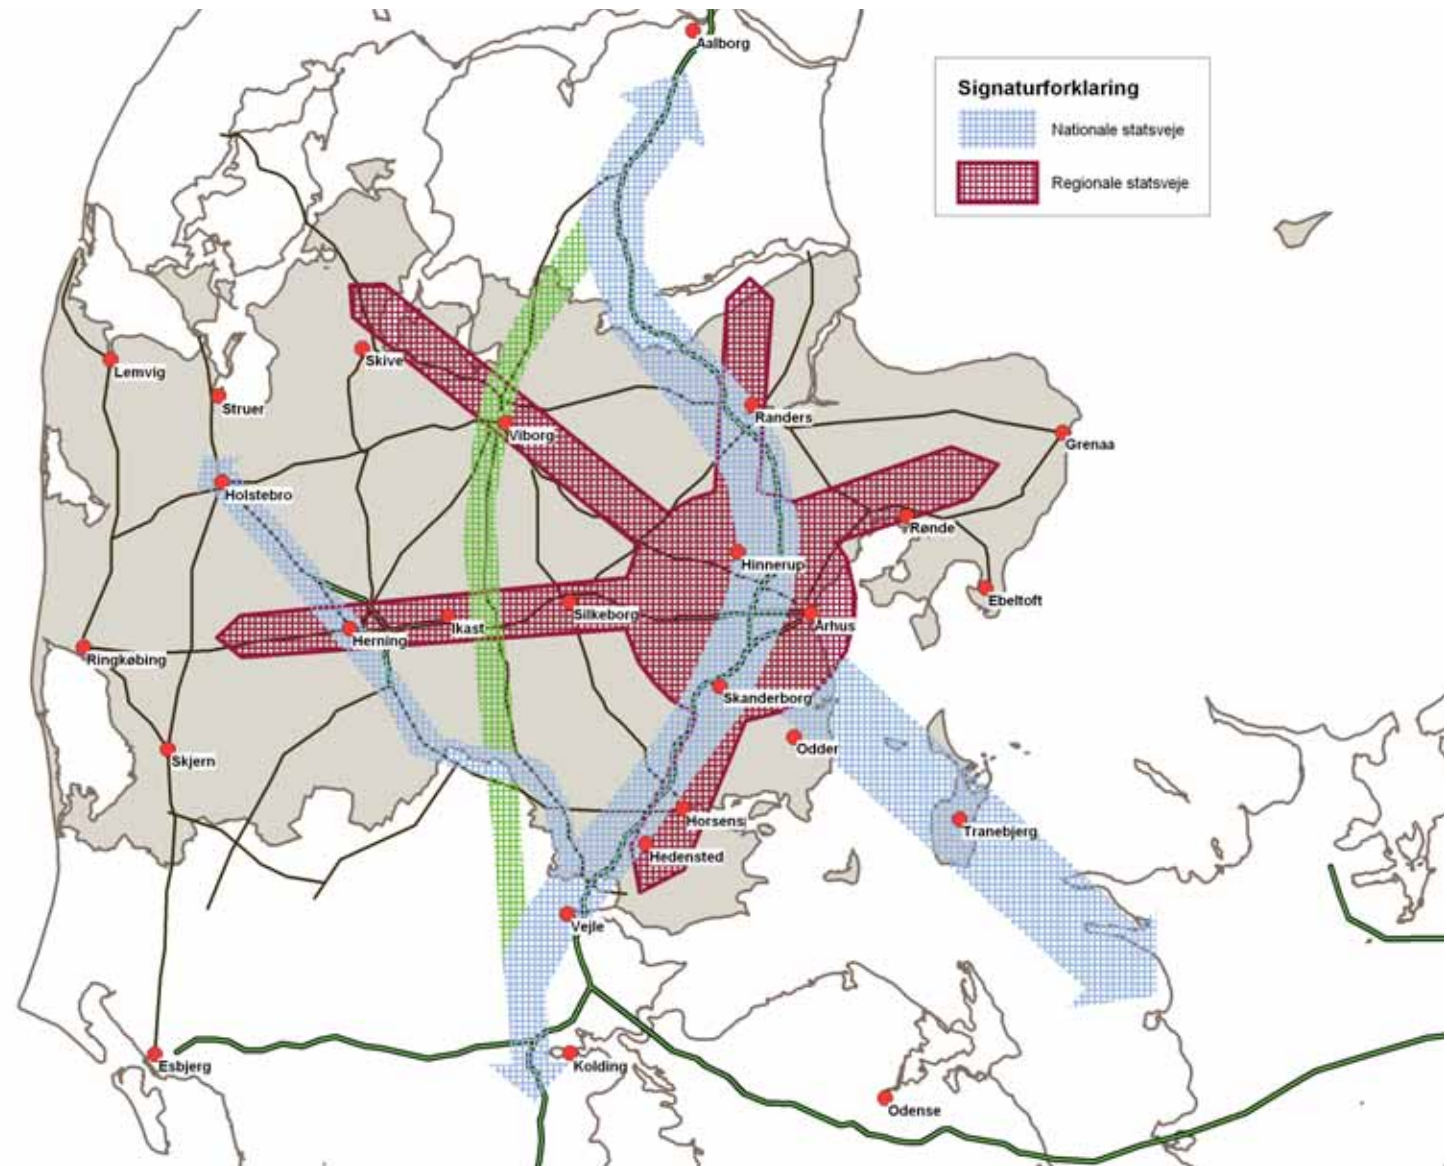 Aalborg
Signaturforklaring
Nationale statsveje
Regionale statsveje
Skive
Lemvig
Struer
Randers
Viborg
Grenaa
Holstebro
Rønde
Hinnerup
Ebeltoft
Silkeborg
Århus
Ikast
Herning
Ringkøbing
Skanderborg
Odder
Skjern
Horsens
Tranebjerg
Hedensted
Vejle
Esbjerg
Kolding
Odense